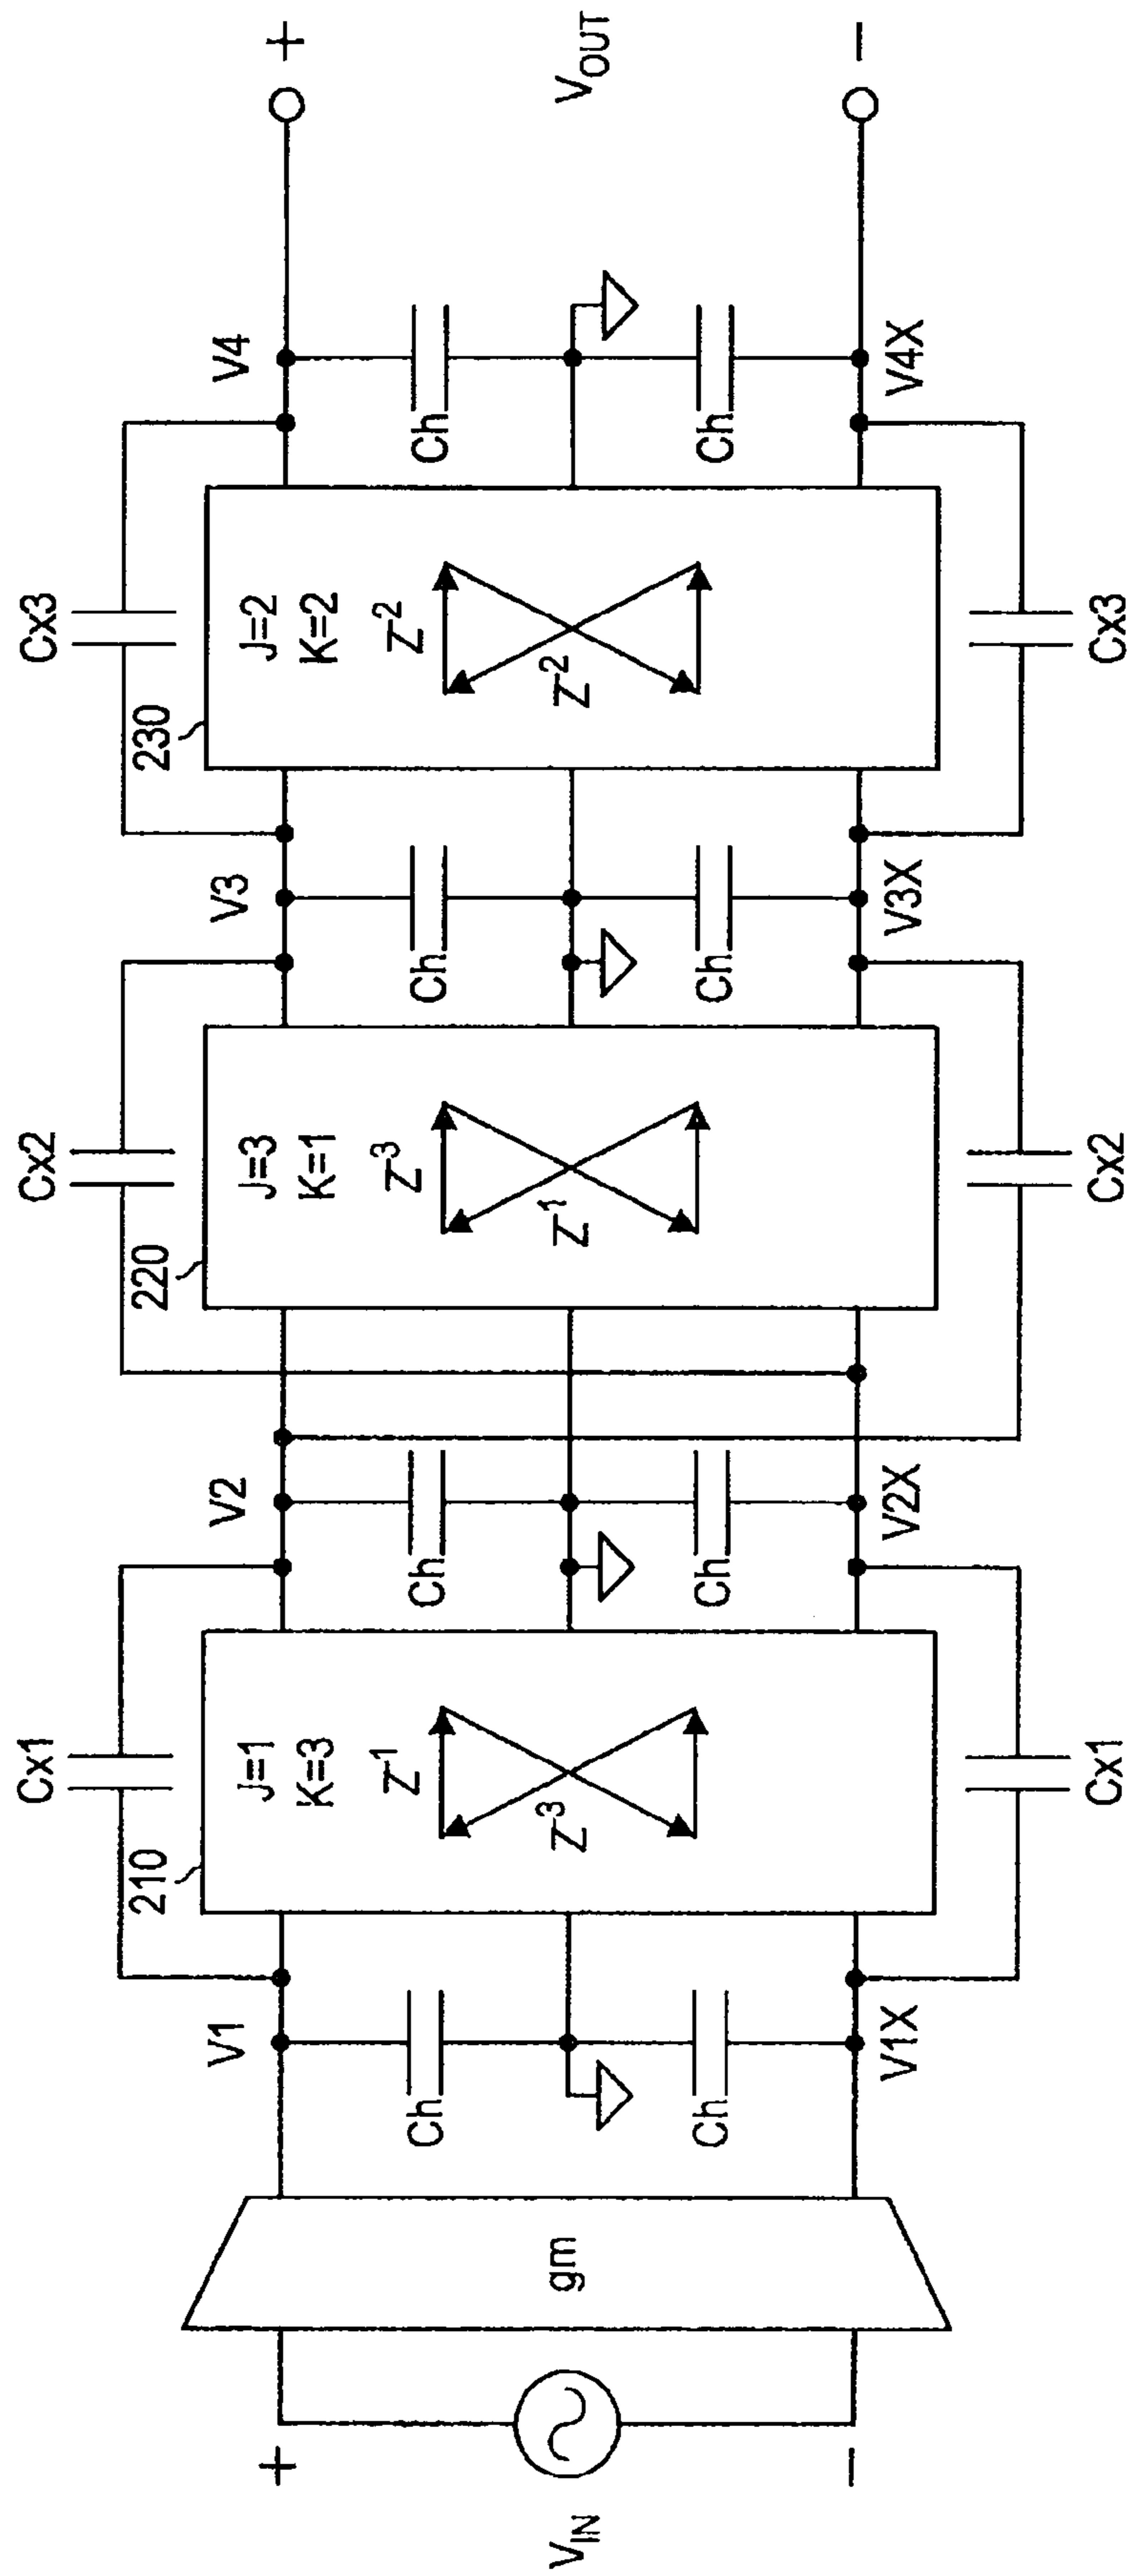 Cx1
Cx2
Cx3
210
220
230
V1
V2
V3
V4
+
+
J=1
K=3
J=3
K=1
J=2
K=2
Z⁻¹
Z⁻³
Z⁻²
Ch
Ch
Ch
Ch
V_IN
gm
Z⁻³
Z⁻¹
Z⁻²
V_OUT
Ch
Ch
Ch
Ch
−
−
V1X
V2X
V3X
V4X
Cx1
Cx2
Cx3